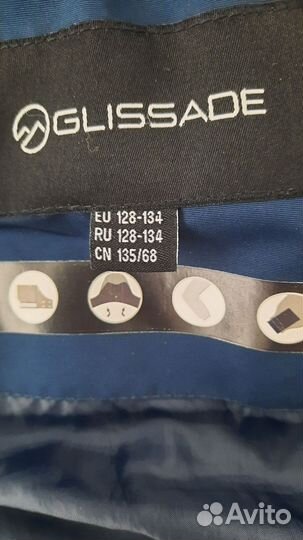 GLISSADE
EU 128-134
RU 128-134
CN 135/68
Avito